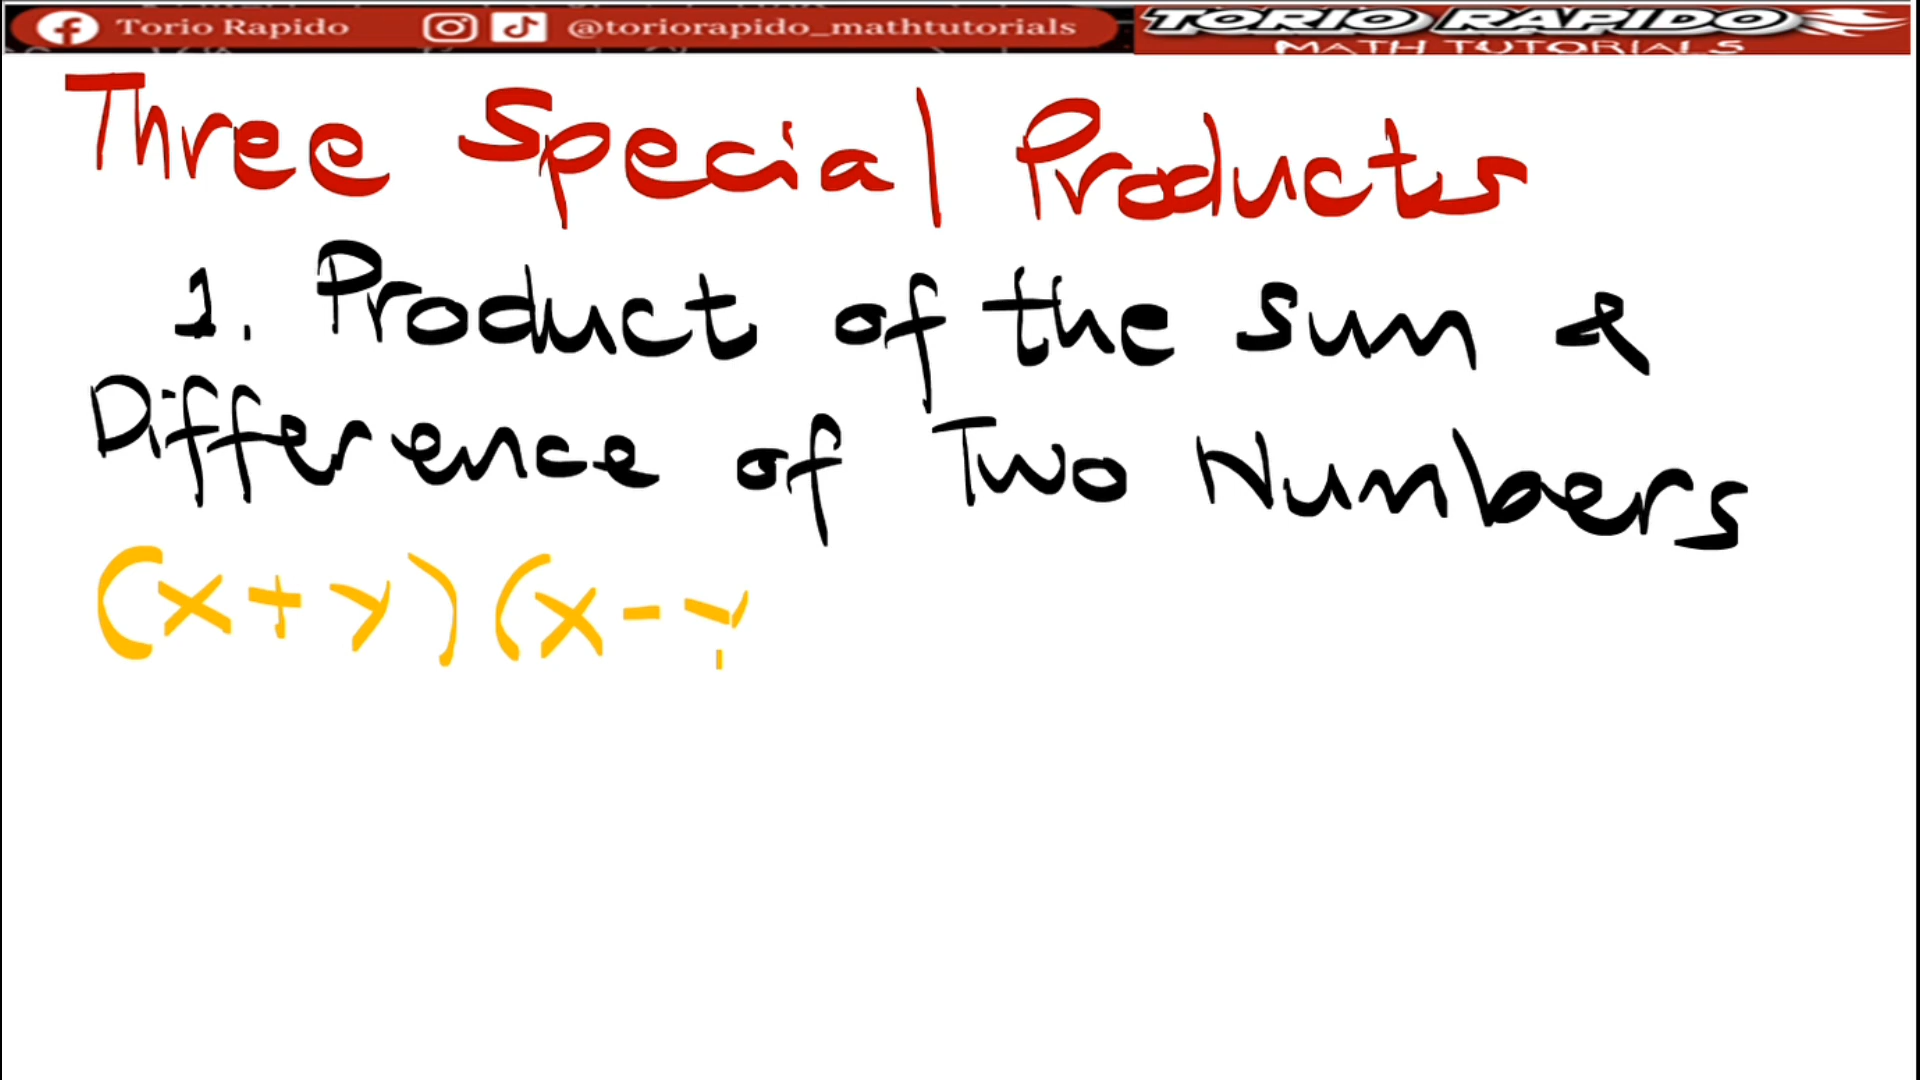 Torio Rapido @toriorapido_mathtutorials TORIO RAPIDO
MATH TUTORIALS
Three Special Products
1. Product of the sum &
Difference of Two Numbers
(x+y)(x-y